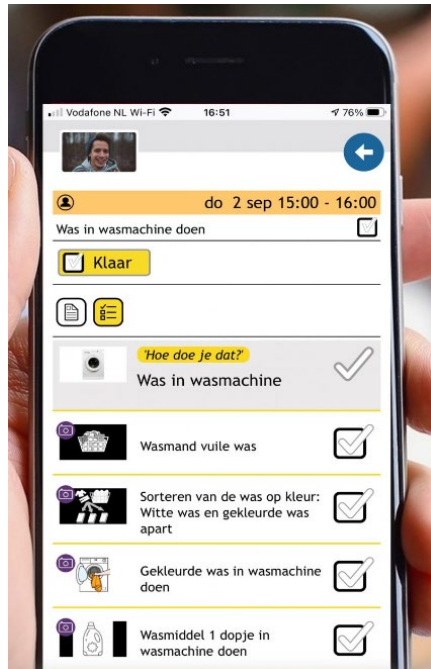 Vodafone NL Wi-Fi 16:51 76%
do 2 sep 15:00 - 16:00
Was in wasmachine doen
Klaar
'Hoe doe je dat?'
Was in wasmachine
Wasmand vuile was
Sorteren van de was op kleur:
Witte was en gekleurde was
apart
Gekleurde was in wasmachine
doen
Wasmiddel 1 dopje in
wasmachine doen